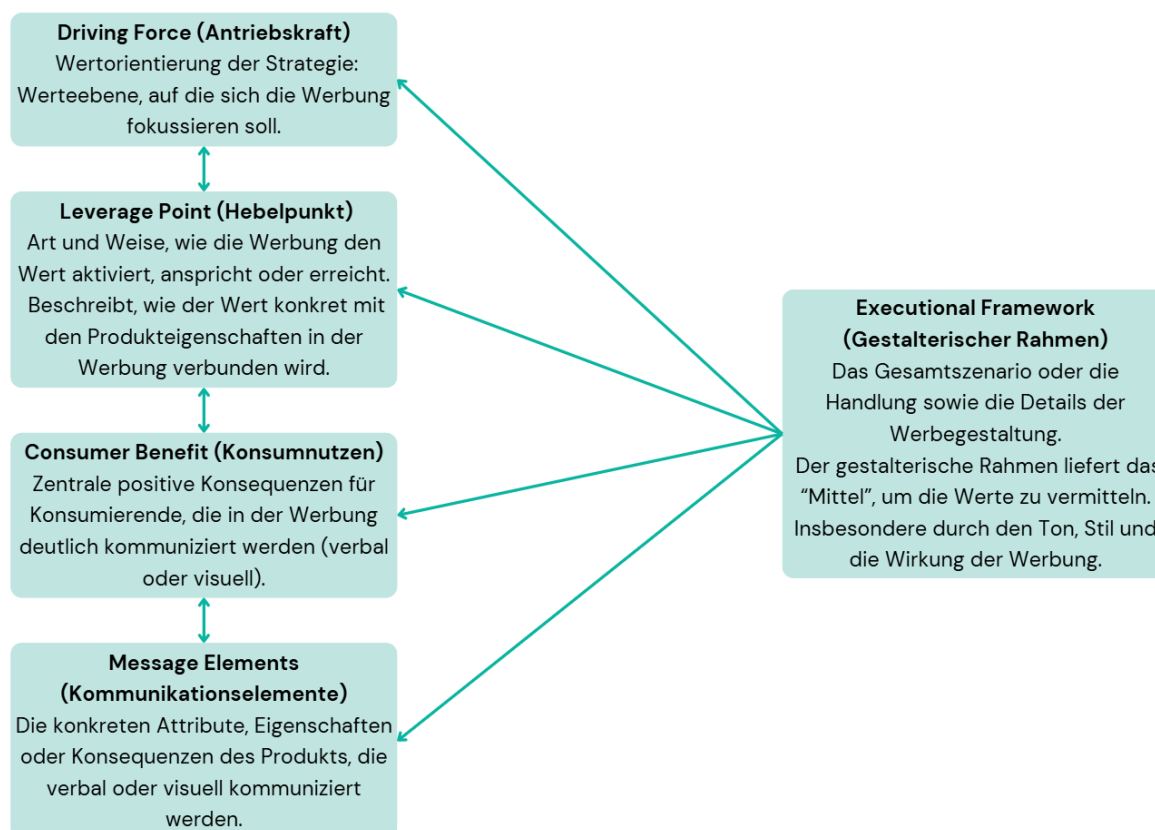 Driving Force (Antriebskraft)
Wertorientierung der Strategie:
Werteebene, auf die sich die Werbung
fokussieren soll.
Leverage Point (Hebelpunkt)
Art und Weise, wie die Werbung den
Wert aktiviert, anspricht oder erreicht.
Beschreibt, wie der Wert konkret mit
den Produkteigenschaften in der
Werbung verbunden wird.
Consumer Benefit (Konsumnutzen)
Zentrale positive Konsequenzen für
Konsumierende, die in der Werbung
deutlich kommuniziert werden (verbal
oder visuell).
Message Elements
(Kommunikationselemente)
Die konkreten Attribute, Eigenschaften
oder Konsequenzen des Produkts, die
verbal oder visuell kommuniziert
werden.
Executional Framework
(Gestalterischer Rahmen)
Das Gesamtszenario oder die
Handlung sowie die Details der
Werbegestaltung.
Der gestalterische Rahmen liefert das
“Mittel”, um die Werte zu vermitteln.
Insbesondere durch den Ton, Stil und
die Wirkung der Werbung.